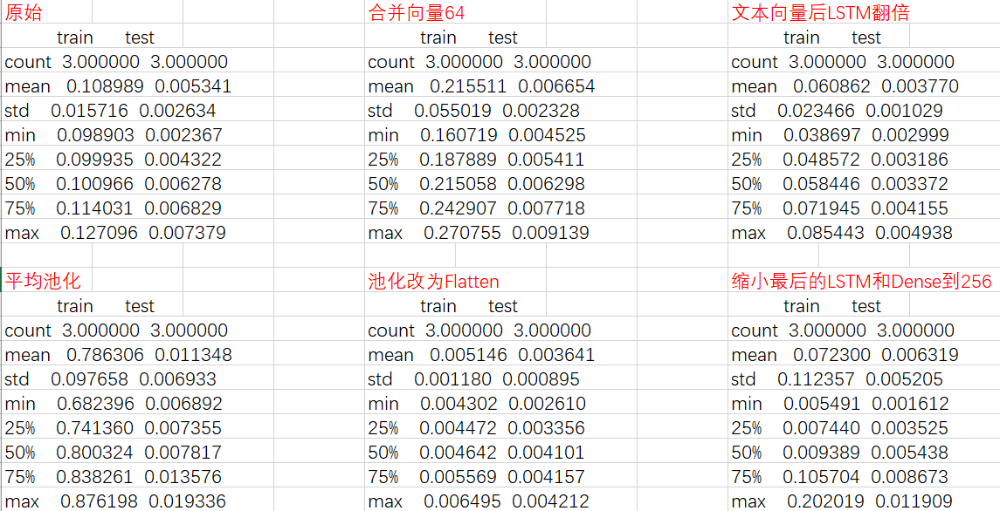 原始
train test
count 3.000000 3.000000
mean 0.108989 0.005341
std 0.015716 0.002634
min 0.098903 0.002367
25% 0.099935 0.004322
50% 0.100966 0.006278
75% 0.114031 0.006829
max 0.127096 0.007379
合并向量64
train test
count 3.000000 3.000000
mean 0.215511 0.006654
std 0.055019 0.002328
min 0.160719 0.004525
25% 0.187889 0.005411
50% 0.215058 0.006298
75% 0.242907 0.007718
max 0.270755 0.009139
文本向量后LSTM翻倍
train test
count 3.000000 3.000000
mean 0.060862 0.003770
std 0.023466 0.001029
min 0.038697 0.002999
25% 0.048572 0.003186
50% 0.058446 0.003372
75% 0.071945 0.004155
max 0.085443 0.004938
平均池化
train test
count 3.000000 3.000000
mean 0.786306 0.011348
std 0.097658 0.006933
min 0.682396 0.006892
25% 0.741360 0.007355
50% 0.800324 0.007817
75% 0.838261 0.013576
max 0.876198 0.019336
池化改为Flatten
train test
count 3.000000 3.000000
mean 0.005146 0.003641
std 0.001180 0.000895
min 0.004302 0.002610
25% 0.004472 0.003356
50% 0.004642 0.004101
75% 0.005569 0.004157
max 0.006495 0.004212
缩小最后的LSTM和Dense到256
train test
count 3.000000 3.000000
mean 0.072300 0.006319
std 0.112357 0.005205
min 0.005491 0.001612
25% 0.007440 0.003525
50% 0.009389 0.005438
75% 0.105704 0.008673
max 0.202019 0.011909